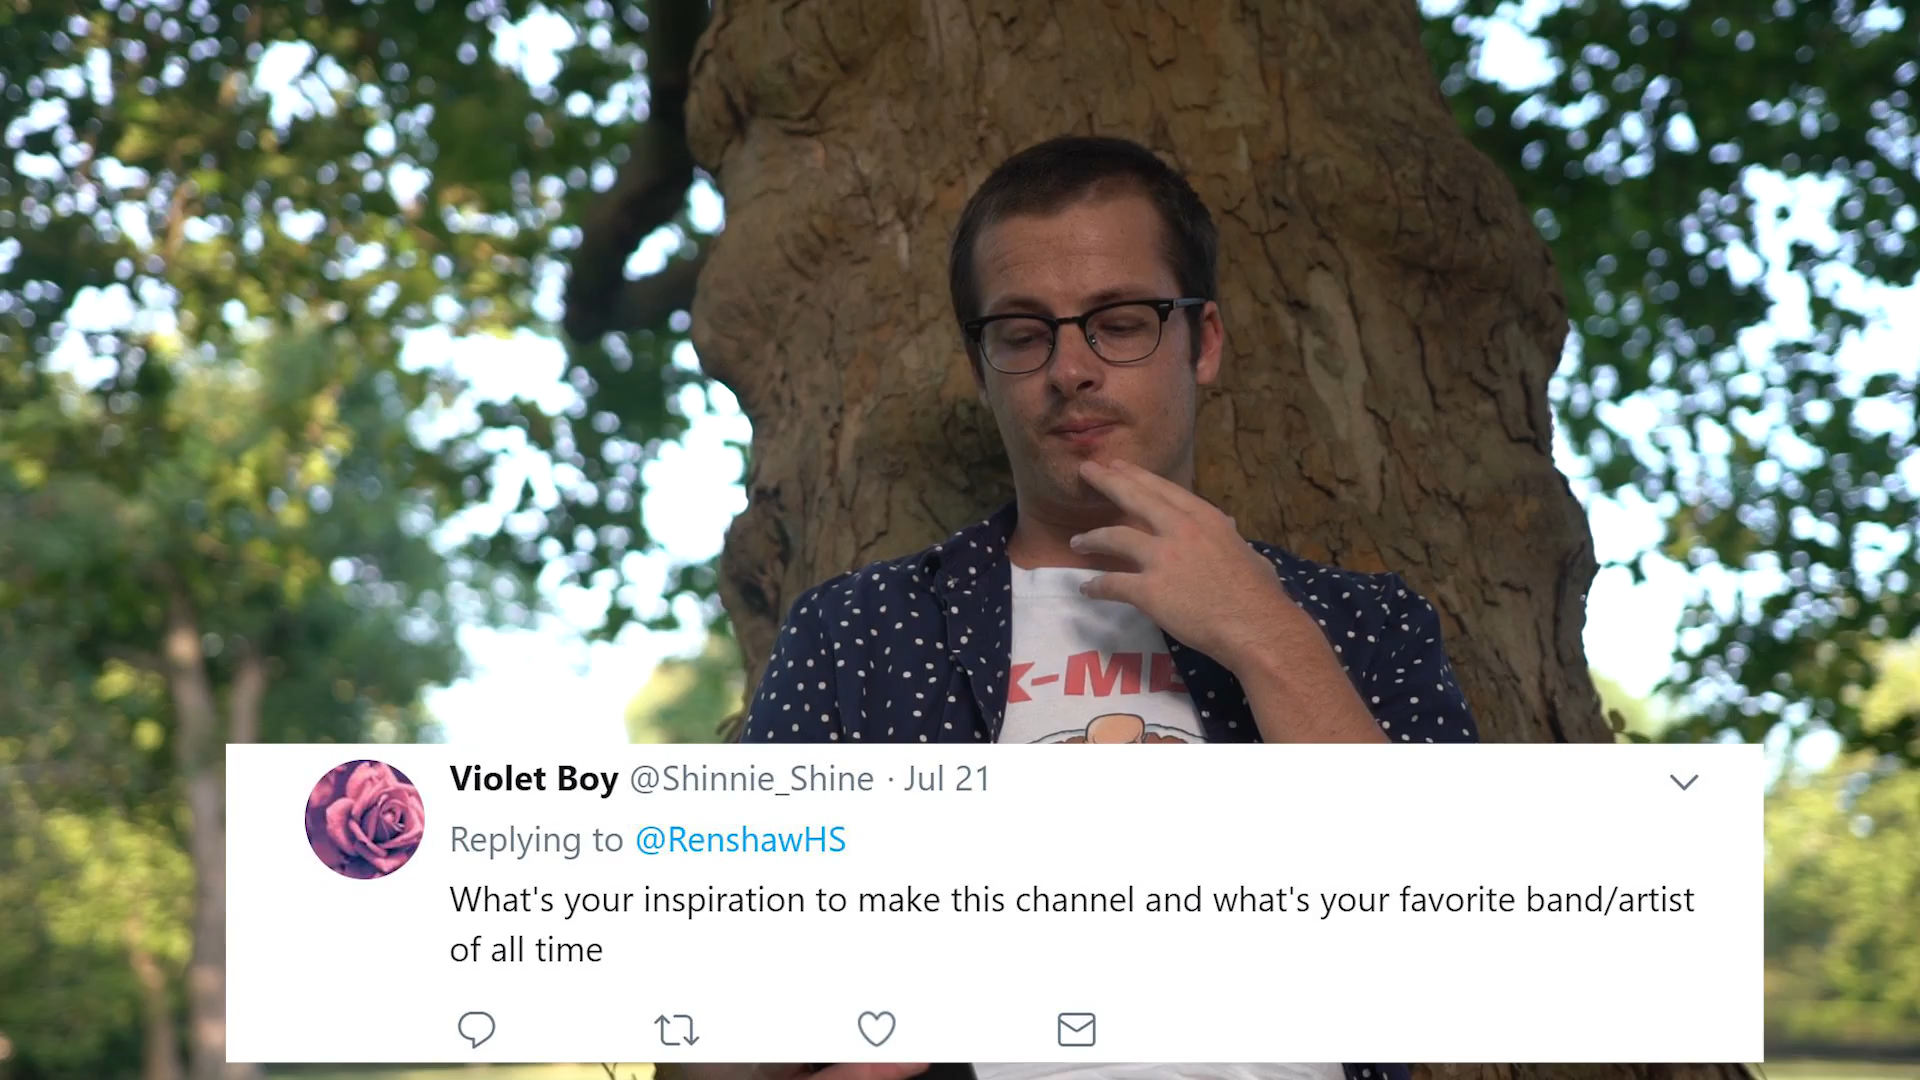 K-ME
Violet Boy @Shinnie_Shine · Jul 21
Replying to @RenshawHS
What's your inspiration to make this channel and what's your favorite band/artist
of all time